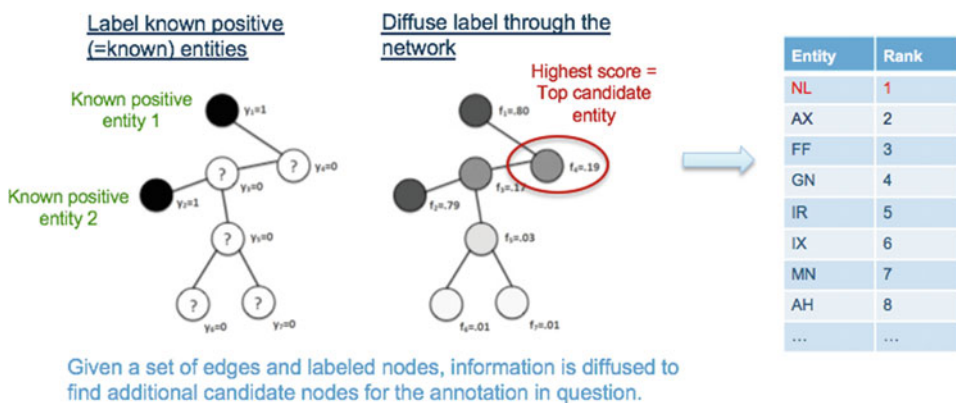 Label known positive
(=known) entities
Known positive
entity 1
y₁=1
?
y₄=0
?
y₃=0
Known positive
entity 2
y₂=1
?
y₅=0
?
y₆=0
?
y₇=0
Diffuse label through the
network
Highest score =
Top candidate
entity
f₁=.80
f₄=.19
f₃=.17
f₂=.79
f₅=.03
f₆=.01
f₇=.01
Entity Rank
NL 1
AX 2
FF 3
GN 4
IR 5
IX 6
MN 7
AH 8
... ...
Given a set of edges and labeled nodes, information is diffused to
find additional candidate nodes for the annotation in question.